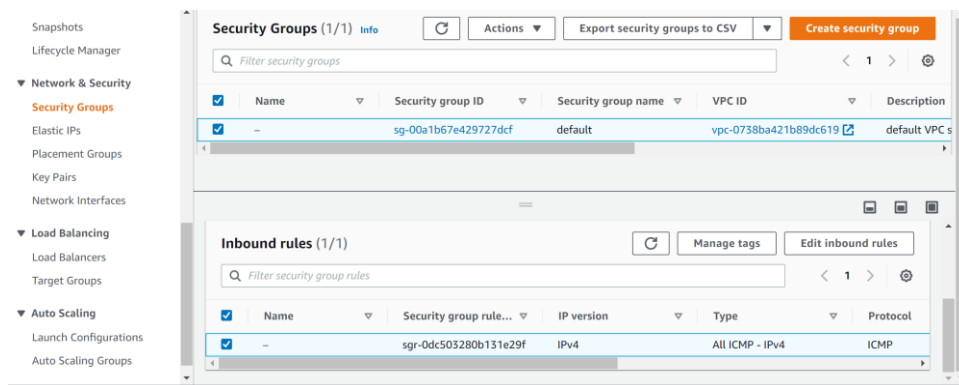 Snapshots
Lifecycle Manager
Network & Security
Security Groups
Elastic IPs
Placement Groups
Key Pairs
Network Interfaces
Load Balancing
Load Balancers
Target Groups
Auto Scaling
Launch Configurations
Auto Scaling Groups
Security Groups (1/1) Info Actions Export security groups to CSV Create security group
Filter security groups 1
Name Security group ID Security group name VPC ID Description
– sg-00a1b67e429727dcf default vpc-0738ba421b89dc619 default VPC s
Inbound rules (1/1) Manage tags Edit inbound rules
Filter security group rules 1
Name Security group rule... IP version Type Protocol
– sgr-0dc503280b131e29f IPv4 All ICMP - IPv4 ICMP